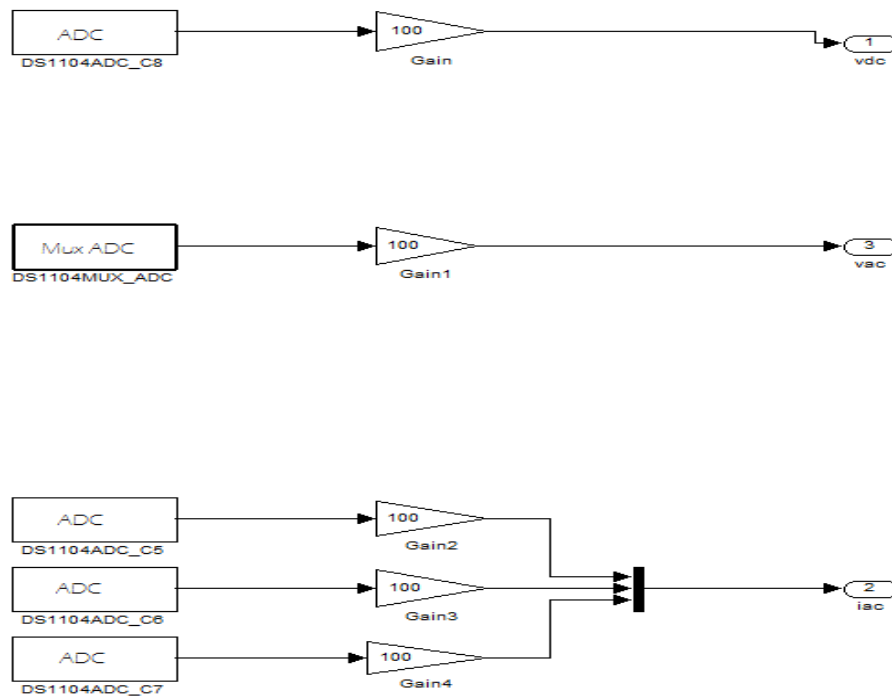 ADC
DS1104ADC_C8
100
Gain
1
vdc
Mux ADC
DS1104MUX_ADC
100
Gain1
3
vac
ADC
DS1104ADC_C5
100
Gain2
ADC
DS1104ADC_C6
100
Gain3
2
iac
ADC
DS1104ADC_C7
100
Gain4